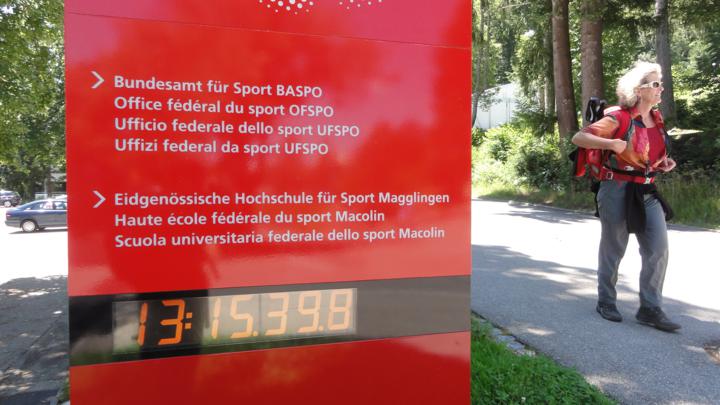 Bundesamt für Sport BASPO
Office fédéral du sport OFSPO
Ufficio federale dello sport UFSPO
Uffizi federal da sport UFSPO
Eidgenössische Hochschule für Sport Magglingen
Haute école fédérale du sport Macolin
Scuola universitaria federale dello sport Macolin
13:15.39.8